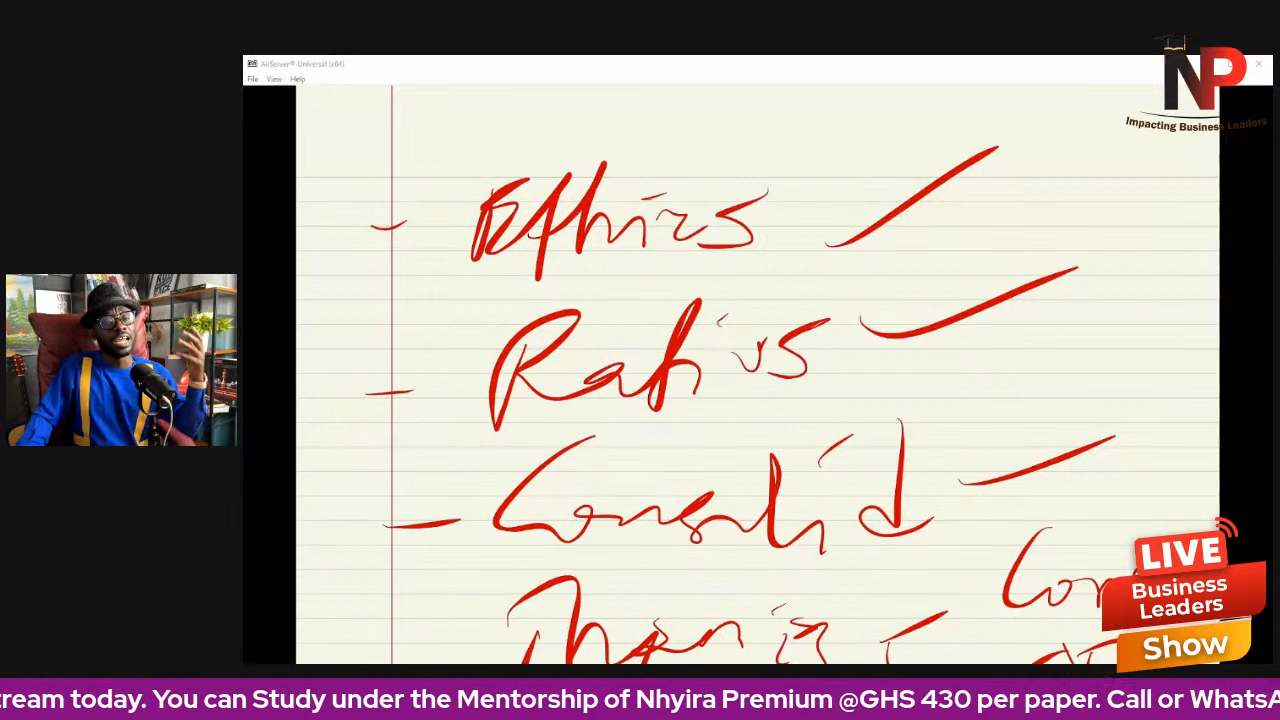 AirServer® Universal (x64)
File View Help
NP
Impacting Business Leaders
Ethics
Ratios
Consolid
LIVE
Business
Leaders
Show
tream today. You can Study under the Mentorship of Nhyira Premium @GHS 430 per paper. Call or WhatsA